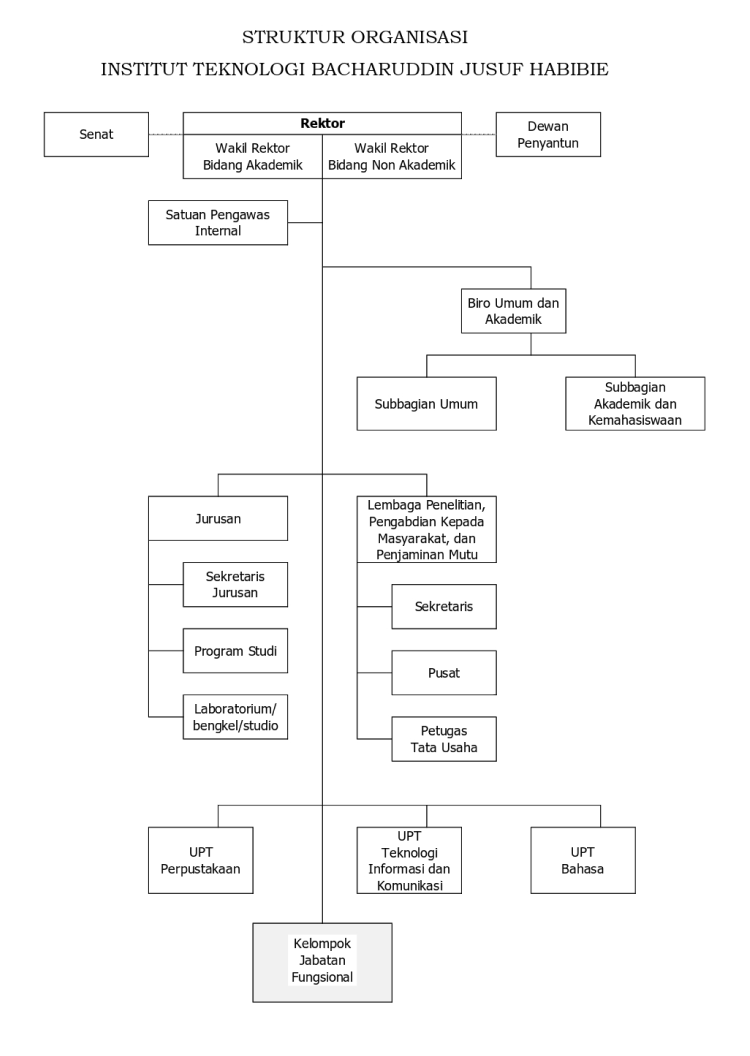 STRUKTUR ORGANISASI
INSTITUT TEKNOLOGI BACHARUDDIN JUSUF HABIBIE
Senat
Rektor
Wakil Rektor
Bidang Akademik
Wakil Rektor
Bidang Non Akademik
Dewan
Penyantun
Satuan Pengawas
Internal
Biro Umum dan
Akademik
Subbagian Umum
Subbagian
Akademik dan
Kemahasiswaan
Jurusan
Sekretaris
Jurusan
Program Studi
Laboratorium/
bengkel/studio
Lembaga Penelitian,
Pengabdian Kepada
Masyarakat, dan
Penjaminan Mutu
Sekretaris
Pusat
Petugas
Tata Usaha
UPT
Perpustakaan
UPT
Teknologi
Informasi dan
Komunikasi
UPT
Bahasa
Kelompok
Jabatan
Fungsional